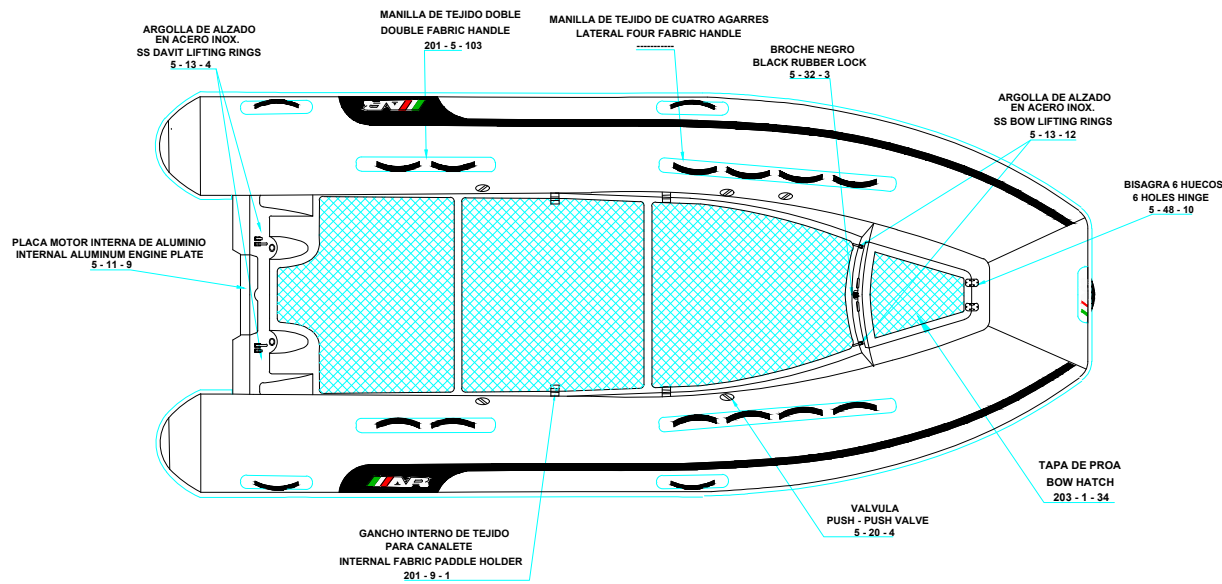 MANILLA DE TEJIDO DOBLE
DOUBLE FABRIC HANDLE
201 - 5 - 103
MANILLA DE TEJIDO DE CUATRO AGARRES
LATERAL FOUR FABRIC HANDLE
-----------
ARGOLLA DE ALZADO
EN ACERO INOX.
SS DAVIT LIFTING RINGS
5 - 13 - 4
BROCHE NEGRO
BLACK RUBBER LOCK
5 - 32 - 3
ARGOLLA DE ALZADO
EN ACERO INOX.
SS BOW LIFTING RINGS
5 - 13 - 12
AB
BISAGRA 6 HUECOS
6 HOLES HINGE
5 - 48 - 10
PLACA MOTOR INTERNA DE ALUMINIO
INTERNAL ALUMINUM ENGINE PLATE
5 - 11 - 9
AB
TAPA DE PROA
BOW HATCH
203 - 1 - 34
VALVULA
PUSH - PUSH VALVE
5 - 20 - 4
GANCHO INTERNO DE TEJIDO
PARA CANALETE
INTERNAL FABRIC PADDLE HOLDER
201 - 9 - 1